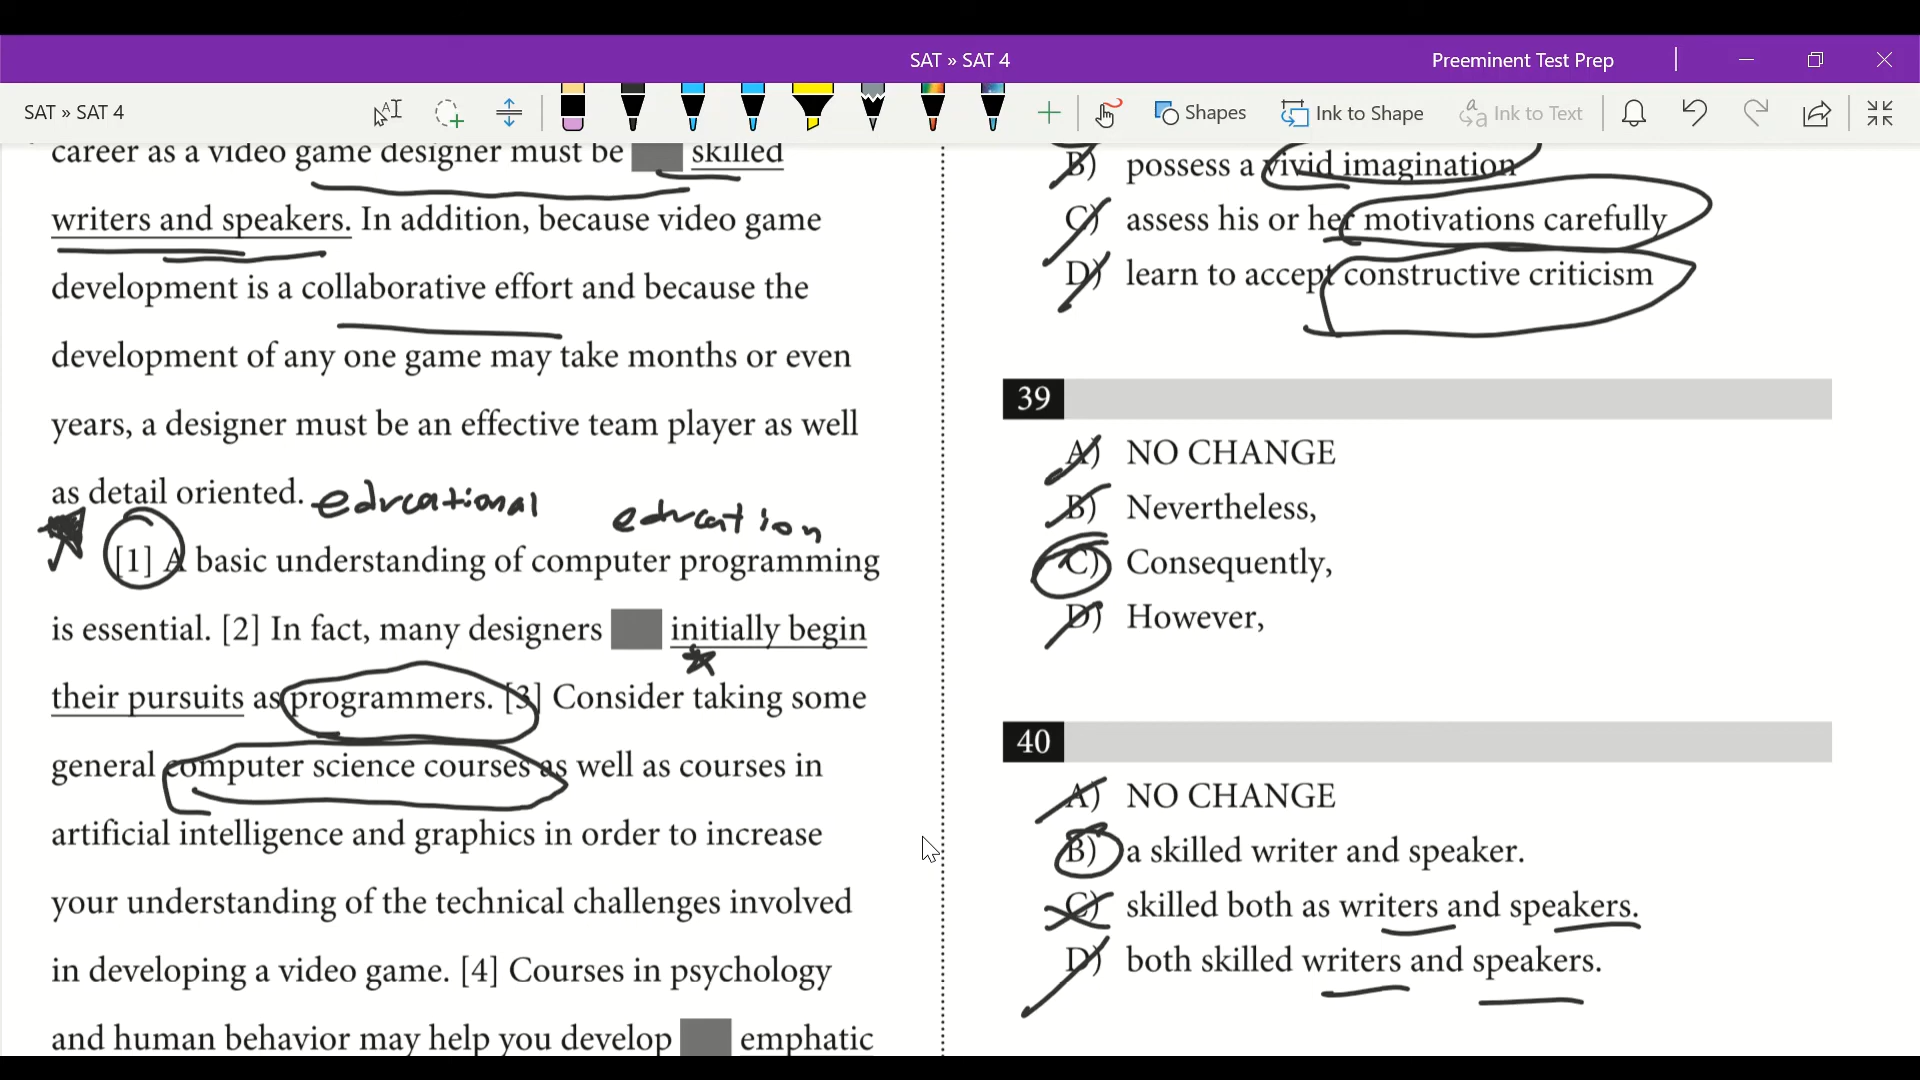 SAT » SAT 4
Preeminent Test Prep
SAT » SAT 4
Shapes
Ink to Shape
Ink to Text
career as a video game designer must be skilled
writers and speakers. In addition, because video game
development is a collaborative effort and because the
development of any one game may take months or even
years, a designer must be an effective team player as well
as detail oriented. educational
education
[1] A basic understanding of computer programming
is essential. [2] In fact, many designers initially begin
their pursuits as programmers. [3] Consider taking some
general computer science courses as well as courses in
artificial intelligence and graphics in order to increase
your understanding of the technical challenges involved
in developing a video game. [4] Courses in psychology
and human behavior may help you develop emphatic
B) possess a vivid imagination
C) assess his or her motivations carefully
D) learn to accept constructive criticism
39
A) NO CHANGE
B) Nevertheless,
C) Consequently,
D) However,
40
A) NO CHANGE
B) a skilled writer and speaker.
C) skilled both as writers and speakers.
D) both skilled writers and speakers.